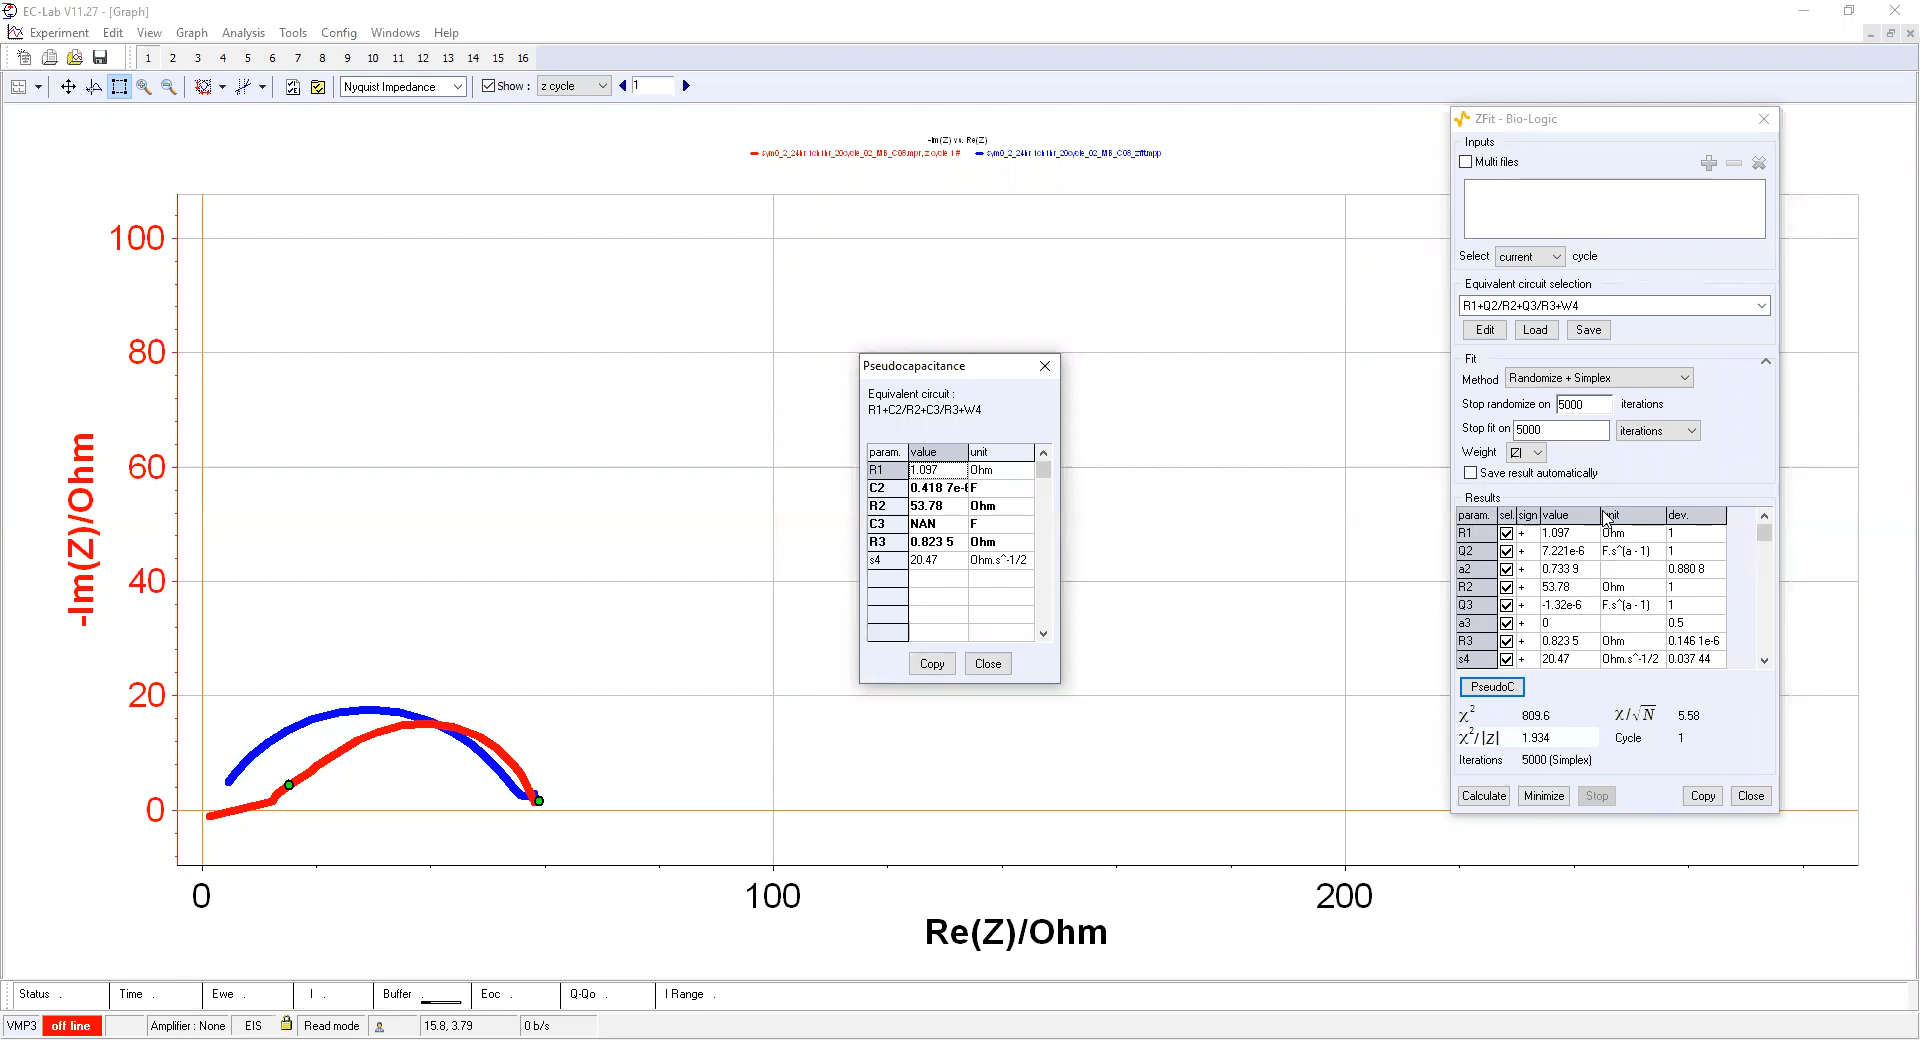 EC-Lab V11.27 - [Graph]
Experiment Edit View Graph Analysis Tools Config Windows Help
1 2 3 4 5 6 7 8 9 10 11 12 13 14 15 16
Nyquist Impedance Show : z cycle 1
-Im(Z) vs. Re(Z)
100
80
60
40
20
0
-Im(Z)/Ohm
0 100 200
Re(Z)/Ohm
Pseudocapacitance
Equivalent circuit :
R1+C2/R2+C3/R3+W4
param. value unit
R1 1.097 Ohm
C2 0.418 7e-6 F
R2 53.78 Ohm
C3 NAN F
R3 0.823 5 Ohm
s4 20.47 Ohm.s^-1/2
Copy Close
ZFit - Bio-Logic
Inputs
Multi files
Select current cycle
Equivalent circuit selection
R1+Q2/R2+Q3/R3+W4
Edit Load Save
Fit
Method Randomize + Simplex
Stop randomize on 5000 iterations
Stop fit on 5000 iterations
Weight |Z|
Save result automatically
Results
param. sel. sign value unit dev.
R1 + 1.097 Ohm 1
Q2 + 7.221e-6 F.s^(a - 1) 1
a2 + 0.733 9 0.880 8
R2 + 53.78 Ohm 1
Q3 + -1.32e-6 F.s^(a - 1) 1
a3 + 0 0.5
R3 + 0.823 5 Ohm 0.146 1e-6
s4 + 20.47 Ohm.s^-1/2 0.037 44
PseudoC
χ² 809.6 χ/√N 5.58
χ²/|Z| 1.934 Cycle 1
Iterations 5000 (Simplex)
Calculate Minimize Stop Copy Close
Status . Time . Ewe . I . Buffer . Eoc . Q-Qo . I Range .
VMP3 off line Amplifier : None EIS Read mode 15.8, 3.79 0 b/s